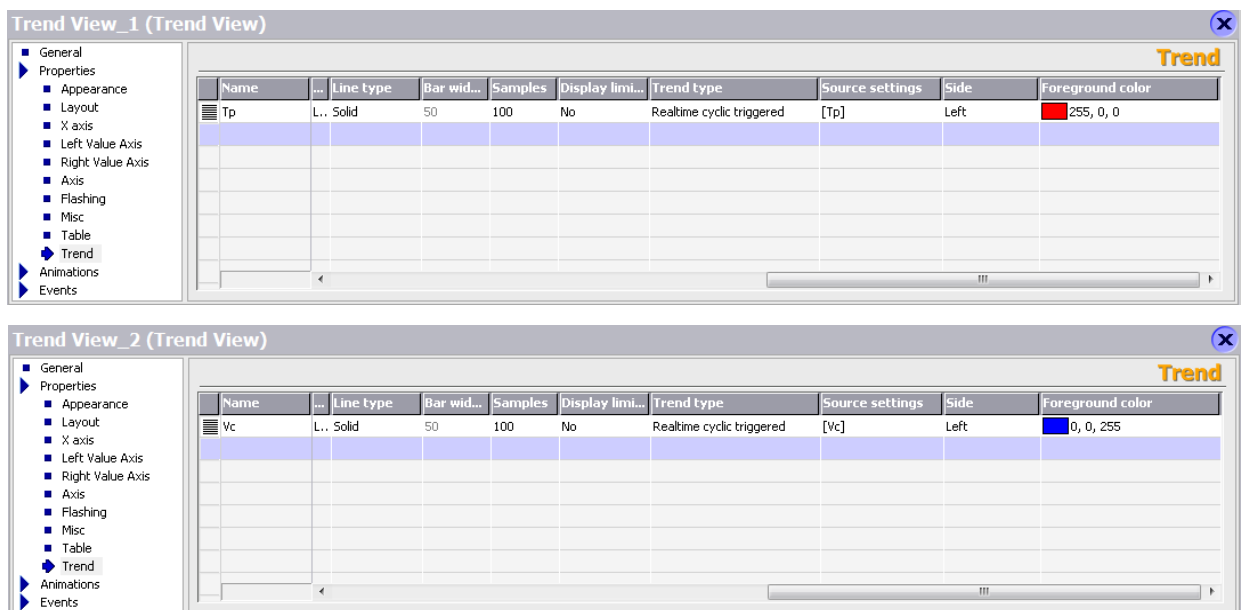 Trend View_1 (Trend View)
General
Properties
Appearance
Layout
X axis
Left Value Axis
Right Value Axis
Axis
Flashing
Misc
Table
Trend
Animations
Events
Trend
Name ... Line type Bar wid... Samples Display limi... Trend type Source settings Side Foreground color
Tp L.. Solid 50 100 No Realtime cyclic triggered [Tp] Left 255, 0, 0
Trend View_2 (Trend View)
General
Properties
Appearance
Layout
X axis
Left Value Axis
Right Value Axis
Axis
Flashing
Misc
Table
Trend
Animations
Events
Trend
Name ... Line type Bar wid... Samples Display limi... Trend type Source settings Side Foreground color
Vc L.. Solid 50 100 No Realtime cyclic triggered [Vc] Left 0, 0, 255